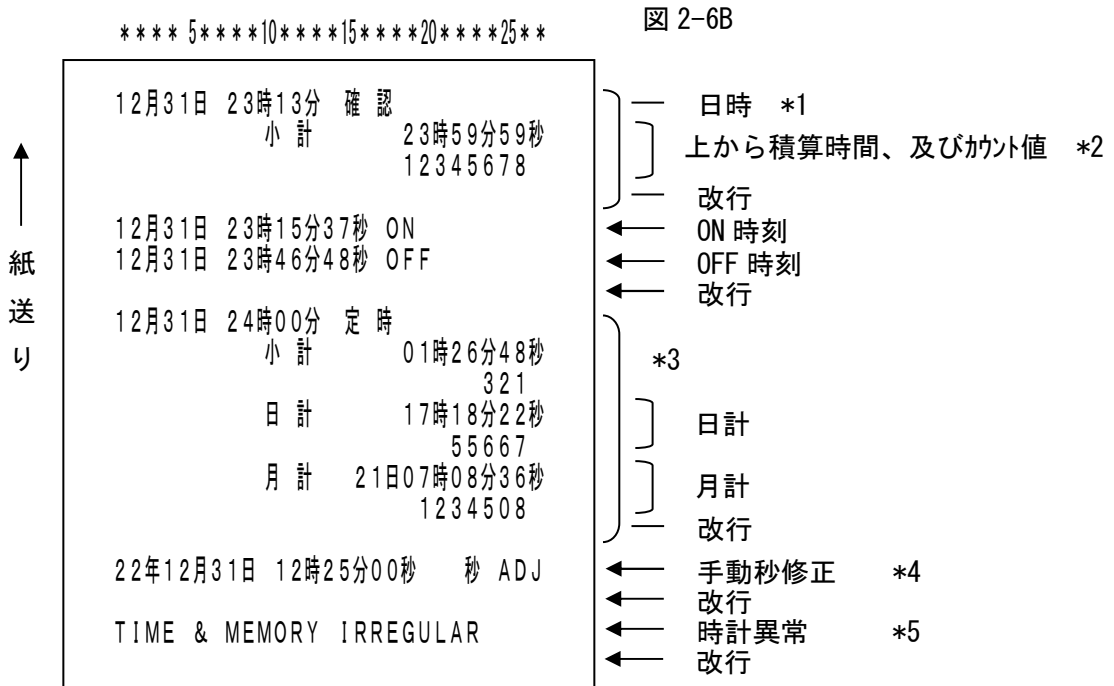 図 2-6B
**** 5****10****15****20****25**
12月31日 23時13分 確 認
日時 *1
小 計 23時59分59秒
上から積算時間、及びｶｳﾝﾄ値 *2
12345678
改行
12月31日 23時15分37秒 ON
ON 時刻
12月31日 23時46分48秒 OFF
OFF 時刻
改行
紙送り
12月31日 24時00分 定 時
小 計 01時26分48秒
*3
321
日 計 17時18分22秒
日計
55667
月 計 21日07時08分36秒
月計
1234508
改行
22年12月31日 12時25分00秒 秒 ADJ
手動秒修正 *4
改行
TIME & MEMORY IRREGULAR
時計異常 *5
改行